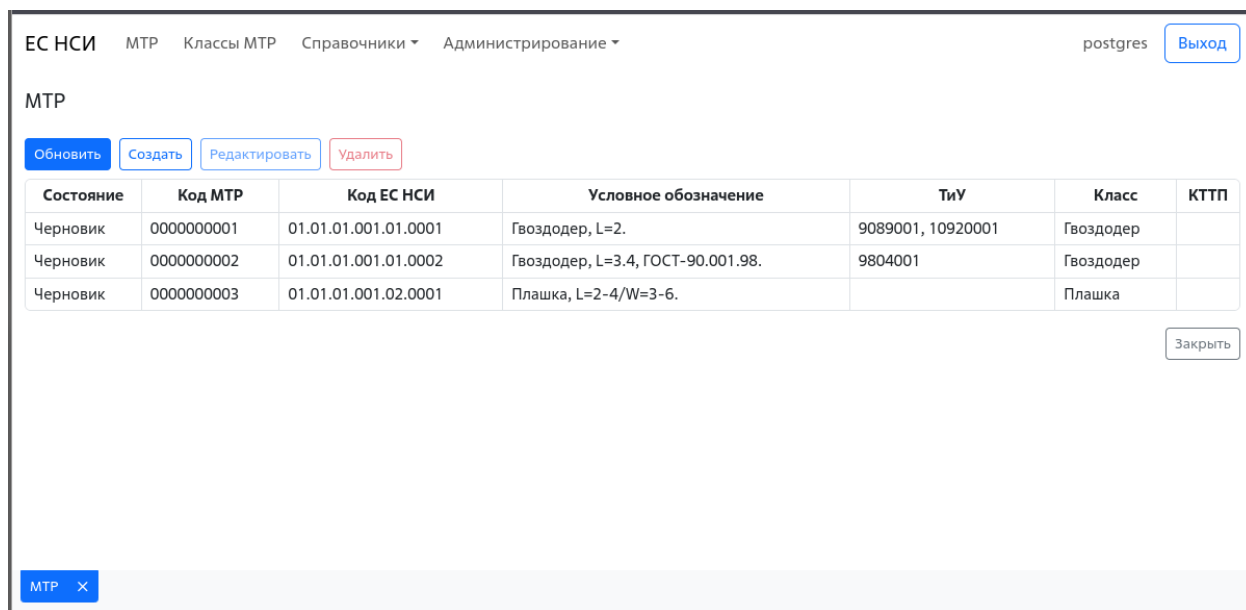 ЕС НСИ МТР Классы МТР Справочники Администрирование postgres Выход
МТР
Обновить Создать Редактировать Удалить
Состояние Код МТР Код ЕС НСИ Условное обозначение ТиУ Класс КТТП
Черновик 0000000001 01.01.01.001.01.0001 Гвоздодер, L=2. 9089001, 10920001 Гвоздодер
Черновик 0000000002 01.01.01.001.01.0002 Гвоздодер, L=3.4, ГОСТ-90.001.98. 9804001 Гвоздодер
Черновик 0000000003 01.01.01.001.02.0001 Плашка, L=2-4/W=3-6. Плашка
Закрыть
МТР ×